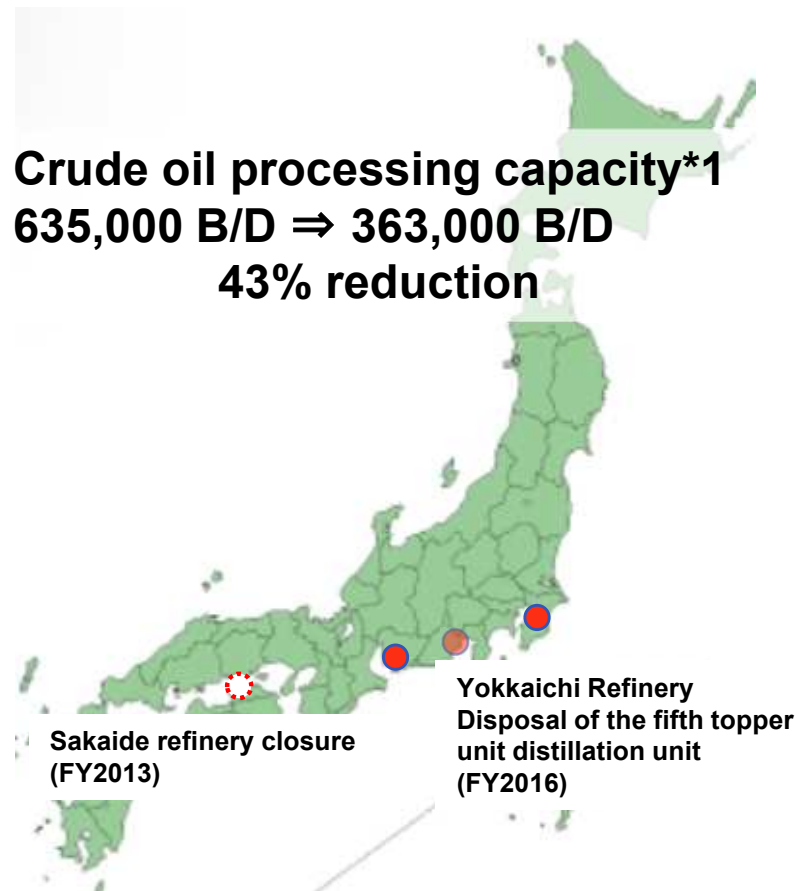 Crude oil processing capacity*1
635,000 B/D ⇒ 363,000 B/D
43% reduction
Yokkaichi Refinery
Disposal of the fifth topper
unit distillation unit
(FY2016)
Sakaide refinery closure
(FY2013)